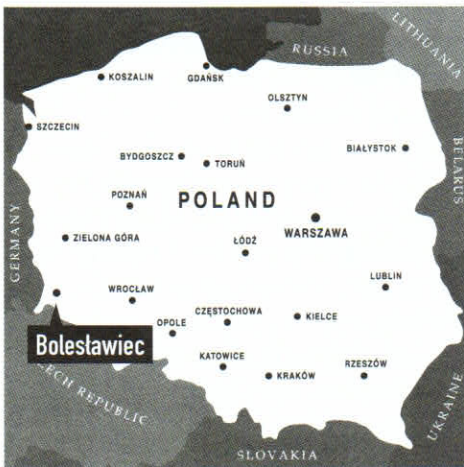 LITHUANIA
RUSSIA
KOSZALIN
GDAŃSK
OLSZTYN
SZCZECIN
BYDGOSZCZ
TORUŃ
BIAŁYSTOK
BELARUS
POZNAŃ
POLAND
WARSZAWA
GERMANY
ZIELONA GÓRA
ŁÓDŹ
LUBLIN
WROCŁAW
CZĘSTOCHOWA
KIELCE
OPOLE
Bolesławiec
KATOWICE
KRAKÓW
RZESZÓW
CZECH REPUBLIC
UKRAINE
SLOVAKIA